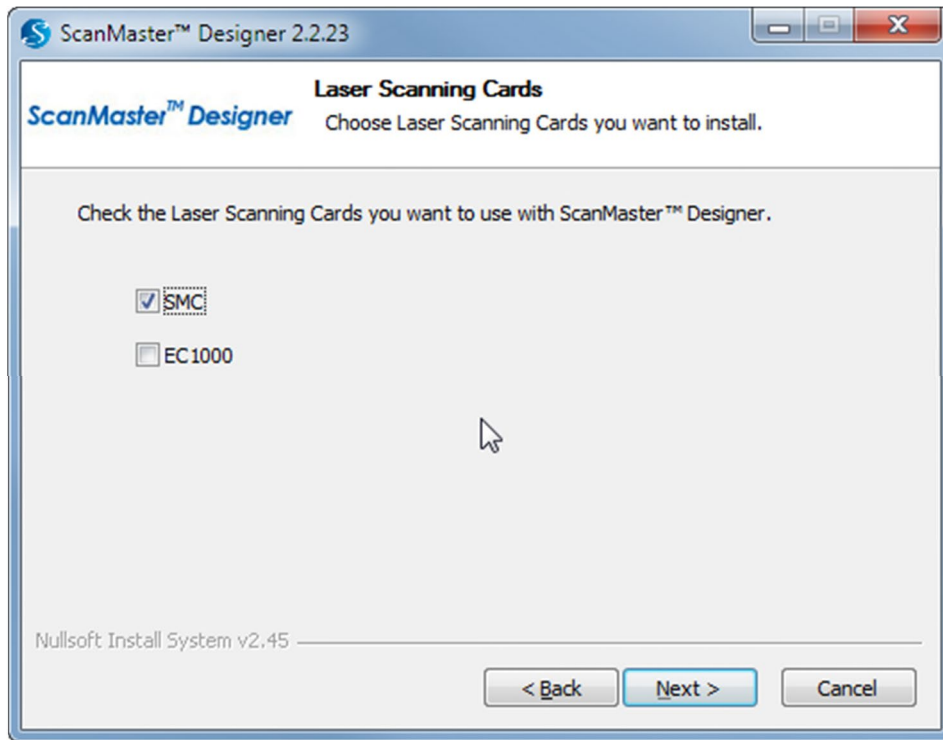 ScanMaster™ Designer 2.2.23
ScanMaster™ Designer
Laser Scanning Cards
Choose Laser Scanning Cards you want to install.
Check the Laser Scanning Cards you want to use with ScanMaster™ Designer.
SMC
EC1000
Nullsoft Install System v2.45
< Back
Next >
Cancel